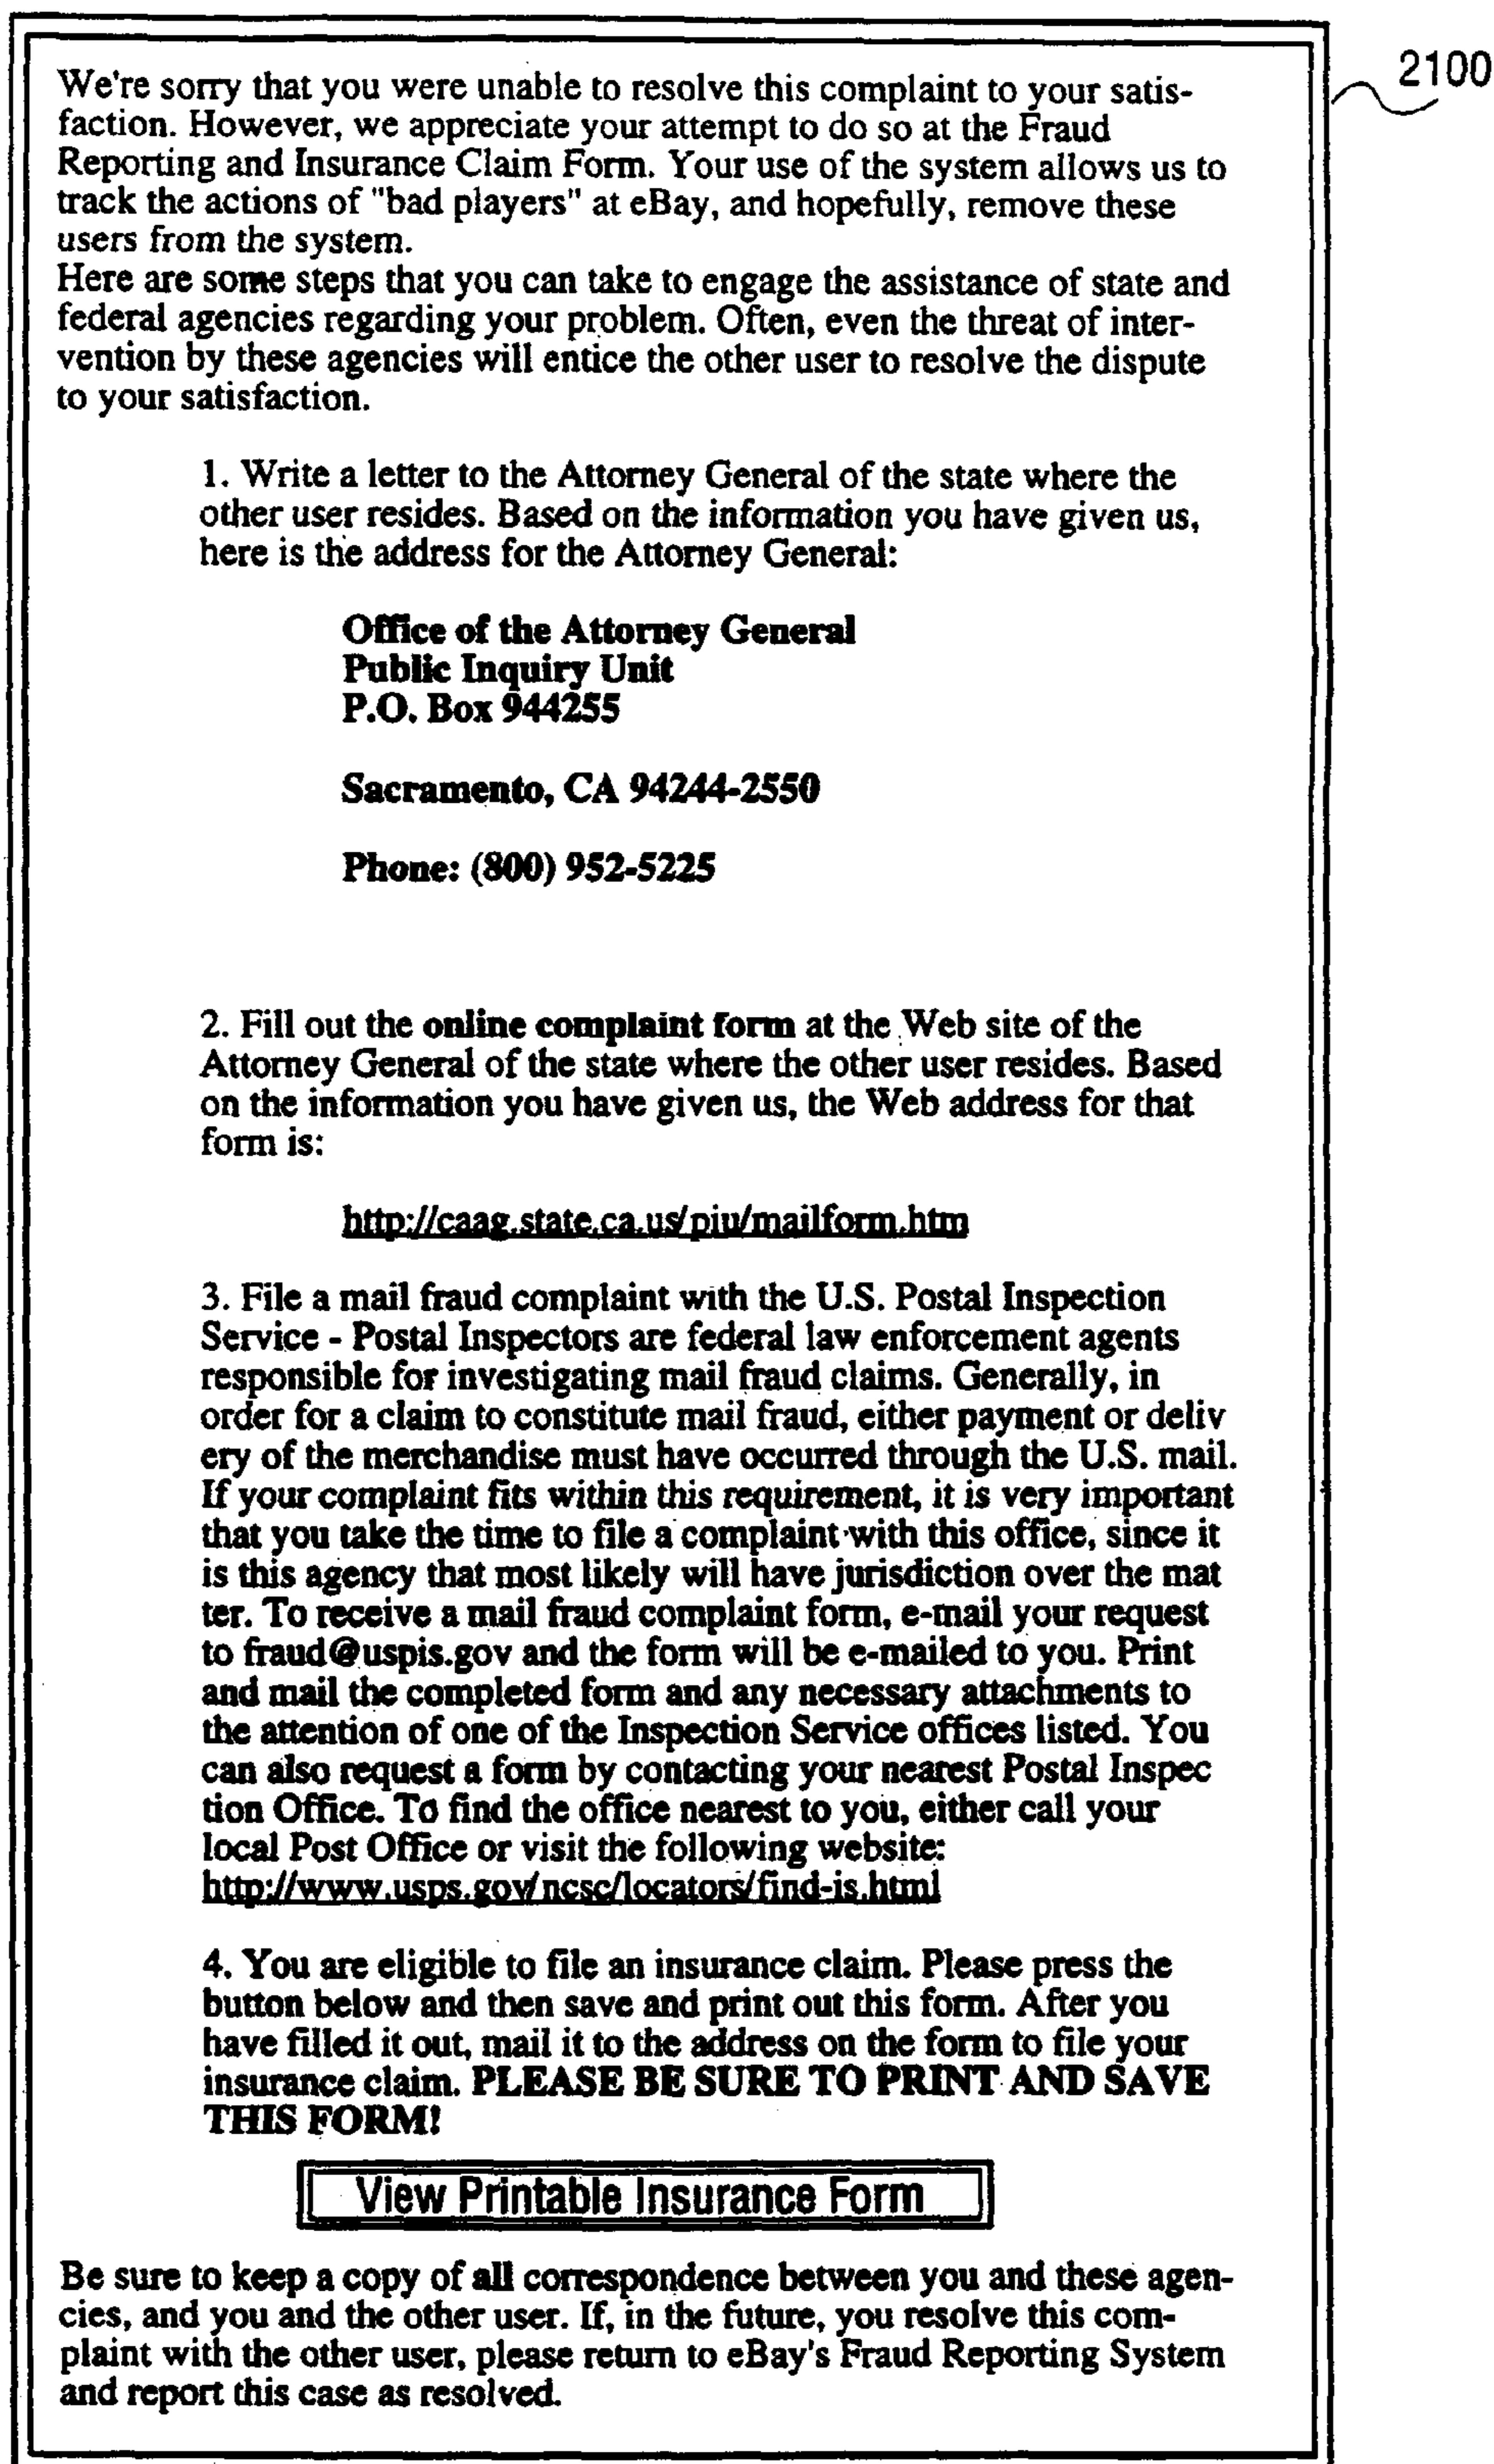 2100
We're sorry that you were unable to resolve this complaint to your satis-
faction. However, we appreciate your attempt to do so at the Fraud
Reporting and Insurance Claim Form. Your use of the system allows us to
track the actions of "bad players" at eBay, and hopefully, remove these
users from the system.
Here are some steps that you can take to engage the assistance of state and
federal agencies regarding your problem. Often, even the threat of inter-
vention by these agencies will entice the other user to resolve the dispute
to your satisfaction.
1. Write a letter to the Attorney General of the state where the
other user resides. Based on the information you have given us,
here is the address for the Attorney General:
Office of the Attorney General
Public Inquiry Unit
P.O. Box 944255
Sacramento, CA 94244-2550
Phone: (800) 952-5225
2. Fill out the online complaint form at the Web site of the
Attorney General of the state where the other user resides. Based
on the information you have given us, the Web address for that
form is:
http://caag.state.ca.us/piu/mailform.htm
3. File a mail fraud complaint with the U.S. Postal Inspection
Service - Postal Inspectors are federal law enforcement agents
responsible for investigating mail fraud claims. Generally, in
order for a claim to constitute mail fraud, either payment or deliv
ery of the merchandise must have occurred through the U.S. mail.
If your complaint fits within this requirement, it is very important
that you take the time to file a complaint with this office, since it
is this agency that most likely will have jurisdiction over the mat
ter. To receive a mail fraud complaint form, e-mail your request
to fraud@uspis.gov and the form will be e-mailed to you. Print
and mail the completed form and any necessary attachments to
the attention of one of the Inspection Service offices listed. You
can also request a form by contacting your nearest Postal Inspec
tion Office. To find the office nearest to you, either call your
local Post Office or visit the following website:
http://www.usps.gov/ncsc/locators/find-is.html
4. You are eligible to file an insurance claim. Please press the
button below and then save and print out this form. After you
have filled it out, mail it to the address on the form to file your
insurance claim. PLEASE BE SURE TO PRINT AND SAVE
THIS FORM!
View Printable Insurance Form
Be sure to keep a copy of all correspondence between you and these agen-
cies, and you and the other user. If, in the future, you resolve this com-
plaint with the other user, please return to eBay's Fraud Reporting System
and report this case as resolved.